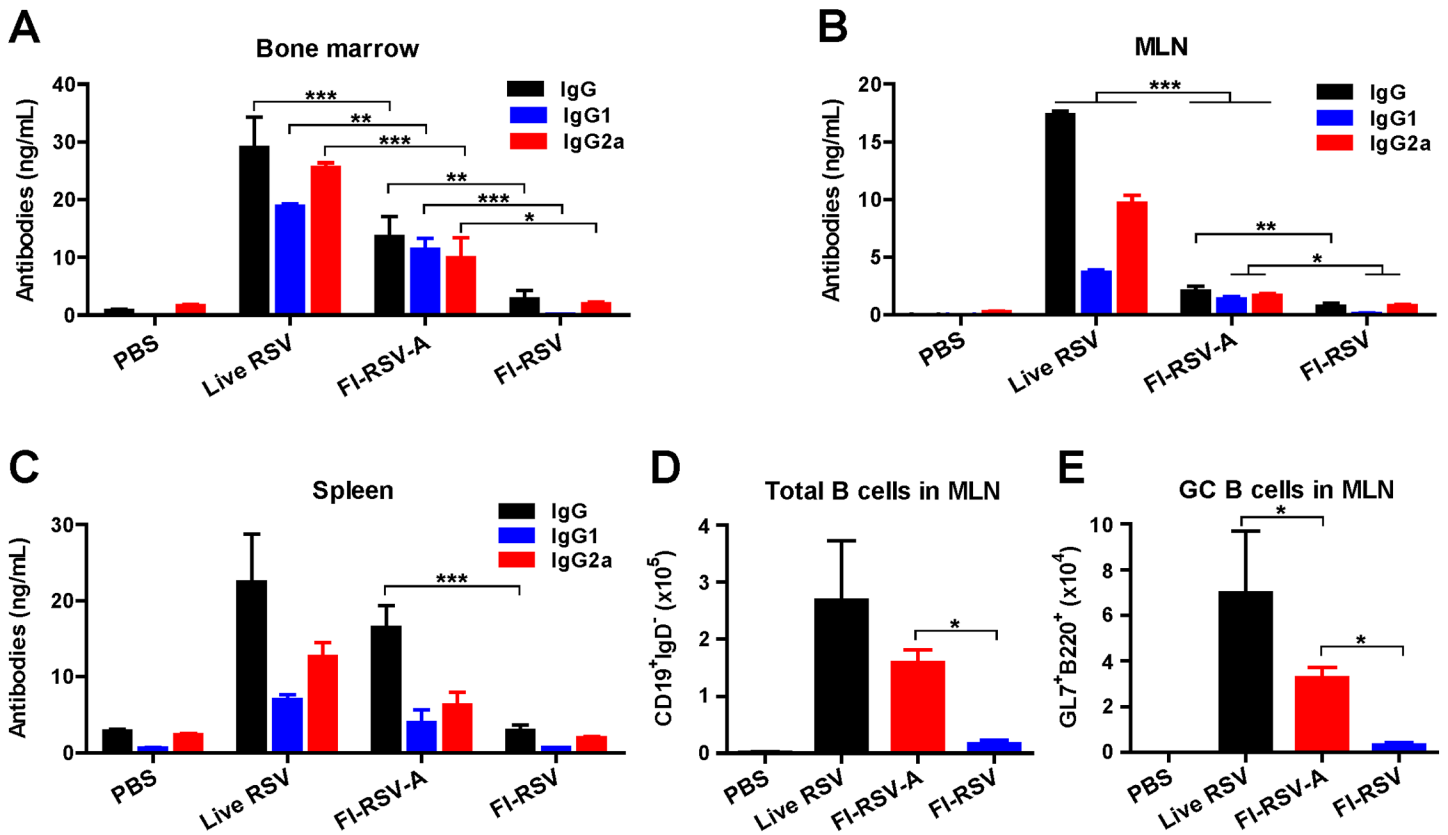 A
Bone marrow
Antibodies (ng/mL)
40
30
20
10
0
IgG
IgG1
IgG2a
***
**
***
**
***
*
PBS
Live RSV
FI-RSV-A
FI-RSV
B
MLN
Antibodies (ng/mL)
20
15
10
5
0
IgG
IgG1
IgG2a
***
**
*
PBS
Live RSV
FI-RSV-A
FI-RSV
C
Spleen
Antibodies (ng/mL)
30
20
10
0
IgG
IgG1
IgG2a
***
PBS
Live RSV
FI-RSV-A
FI-RSV
D
Total B cells in MLN
CD19⁺IgD⁻ (x10⁵)
4
3
2
1
0
*
PBS
Live RSV
FI-RSV-A
FI-RSV
E
GC B cells in MLN
GL7⁺B220⁺ (x10⁴)
10
8
6
4
2
0
*
*
PBS
Live RSV
FI-RSV-A
FI-RSV